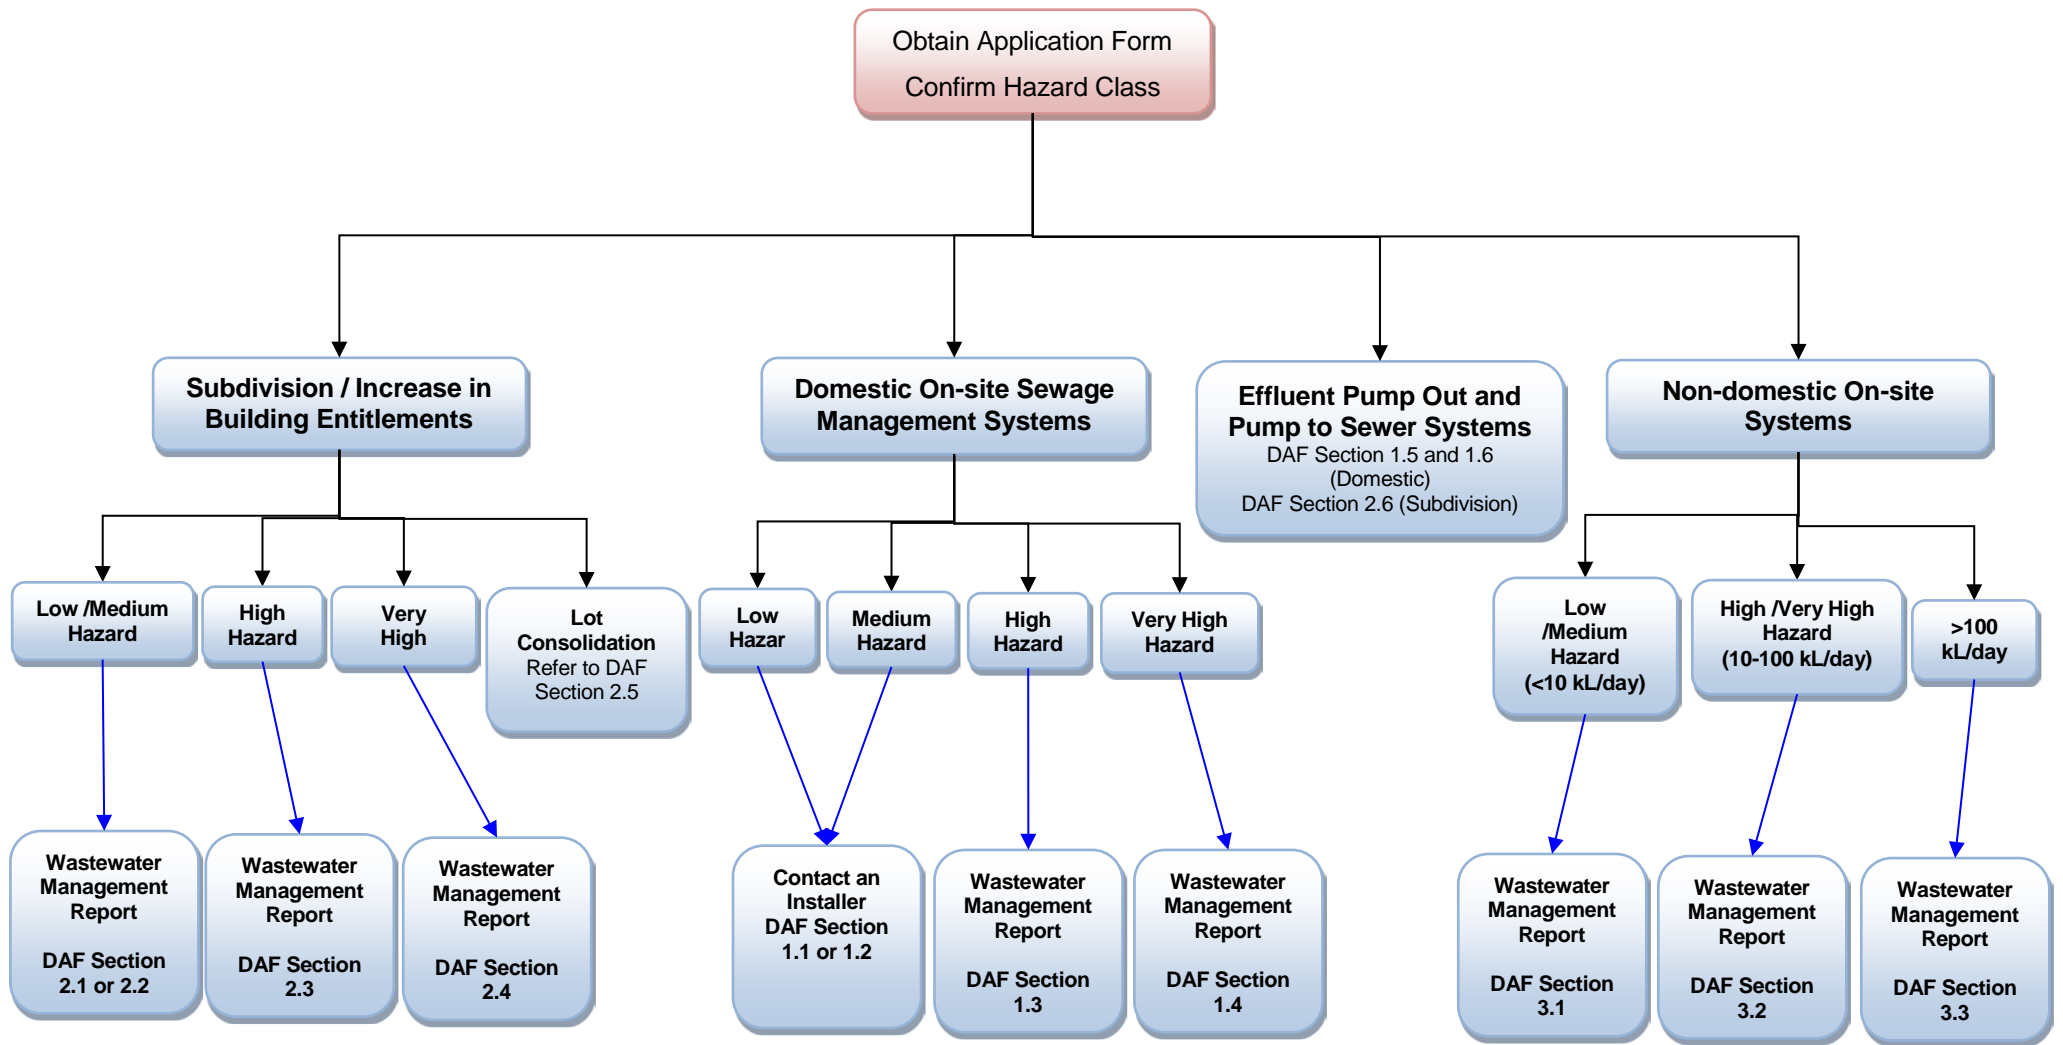 Obtain Application Form
Confirm Hazard Class
Subdivision / Increase in
Building Entitlements
Domestic On-site Sewage
Management Systems
Effluent Pump Out and
Pump to Sewer Systems
DAF Section 1.5 and 1.6
(Domestic)
DAF Section 2.6 (Subdivision)
Non-domestic On-site
Systems
Low /Medium
Hazard
High
Hazard
Very
High
Lot
Consolidation
Refer to DAF
Section 2.5
Low
Hazar
Medium
Hazard
High
Hazard
Very High
Hazard
Low
/Medium
Hazard
(<10 kL/day)
High /Very High
Hazard
(10-100 kL/day)
>100
kL/day
Wastewater
Management
Report
DAF Section
2.1 or 2.2
Wastewater
Management
Report
DAF Section
2.3
Wastewater
Management
Report
DAF Section
2.4
Contact an
Installer
DAF Section
1.1 or 1.2
Wastewater
Management
Report
DAF Section
1.3
Wastewater
Management
Report
DAF Section
1.4
Wastewater
Management
Report
DAF Section
3.1
Wastewater
Management
Report
DAF Section
3.2
Wastewater
Management
Report
DAF Section
3.3